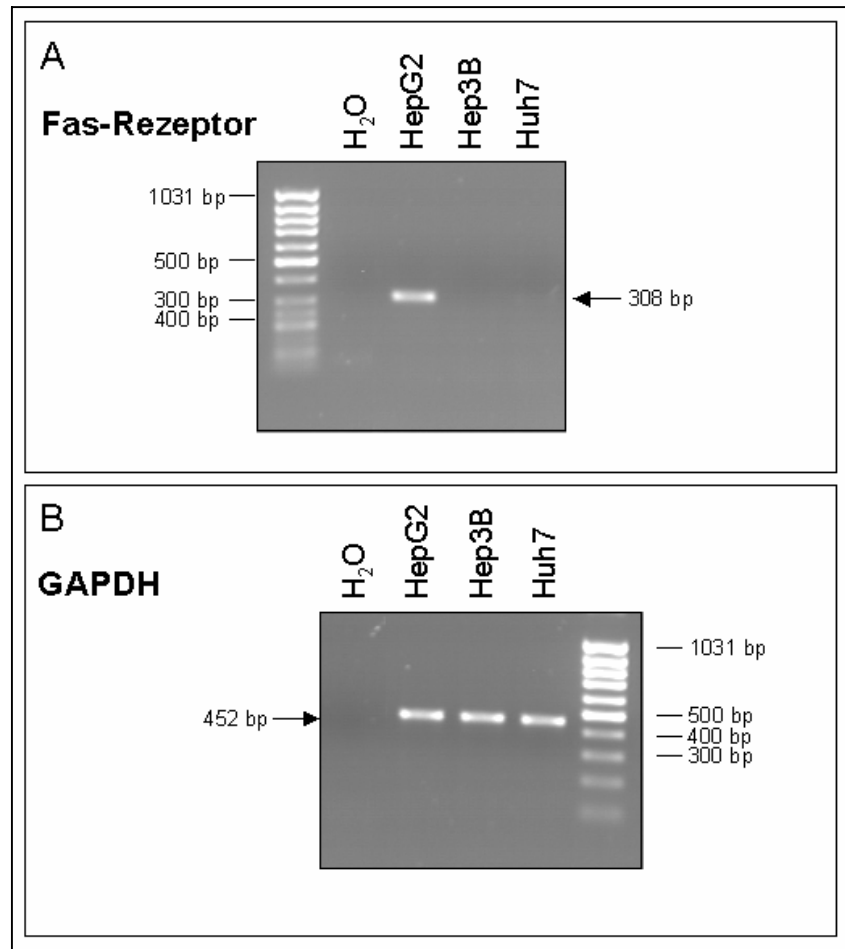 A
Fas-Rezeptor
H₂O
HepG2
Hep3B
Huh7
1031 bp
500 bp
300 bp
400 bp
308 bp
B
GAPDH
H₂O
HepG2
Hep3B
Huh7
452 bp
1031 bp
500 bp
400 bp
300 bp